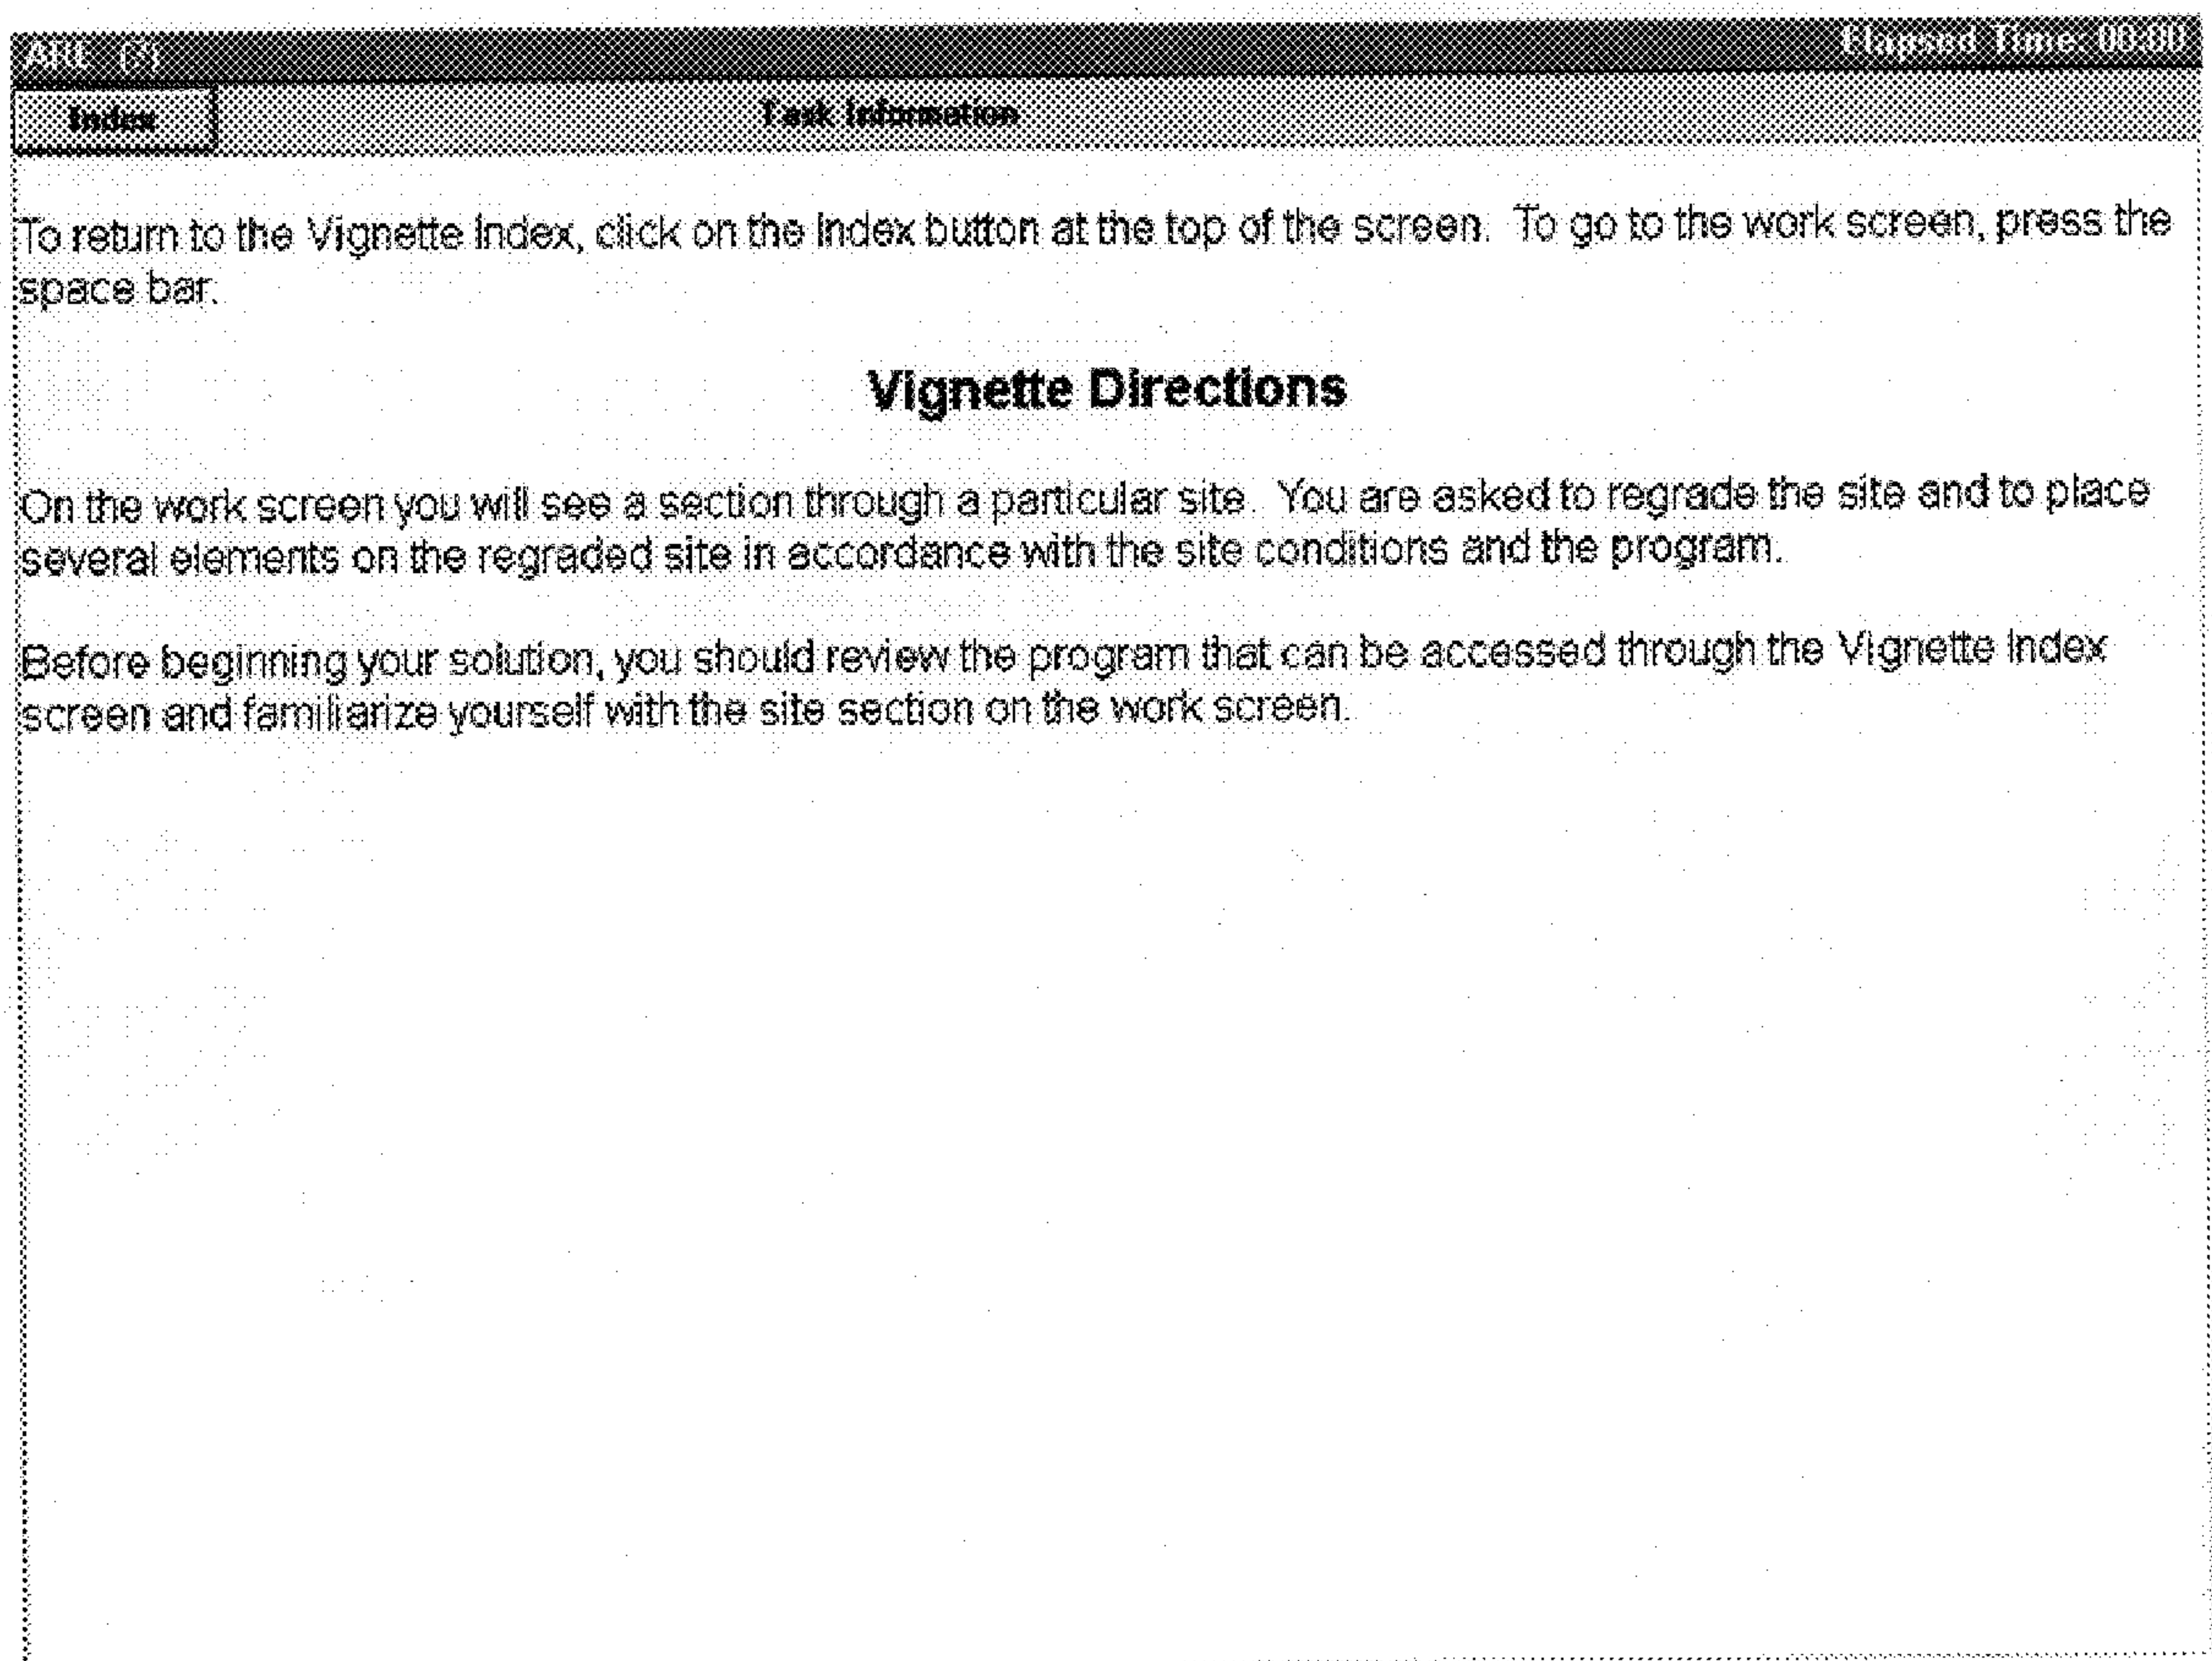 ARE
Elapsed Time: 00:00
Index
Task Information
To return to the Vignette Index, click on the Index button at the top of the screen. To go to the work screen, press the
space bar.
Vignette Directions
On the work screen you will see a section through a particular site. You are asked to regrade the site and to place
several elements on the regraded site in accordance with the site conditions and the program.
Before beginning your solution, you should review the program that can be accessed through the Vignette Index
screen and familiarize yourself with the site section on the work screen.